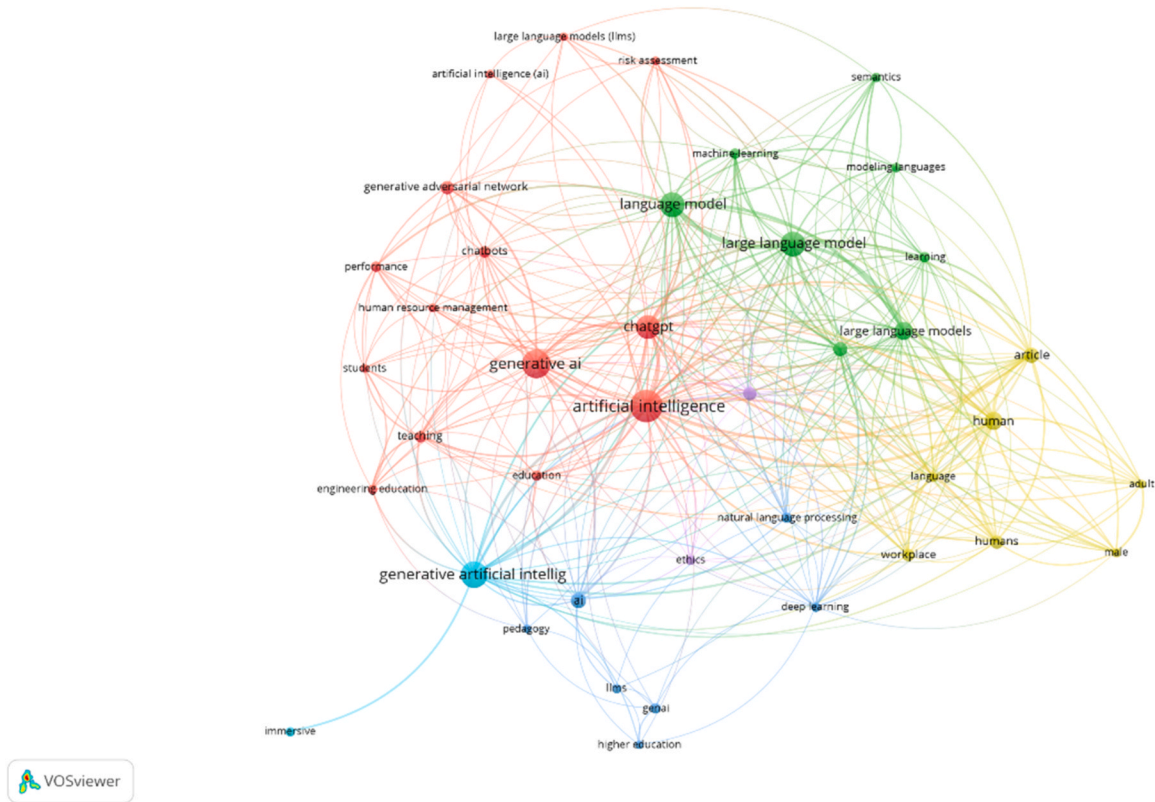 large language models (llms)
risk assessment
artificial intelligence (ai)
semantics
machine learning
modeling languages
generative adversarial network
language model
large language model
chatbots
learning
performance
human resource management
chatgpt
large language models
article
generative ai
students
artificial intelligence
human
teaching
education
language
engineering education
adult
natural language processing
humans
workplace
male
ethics
generative artificial intellig
ai
deep learning
pedagogy
llms
genai
immersive
higher education
VOSviewer